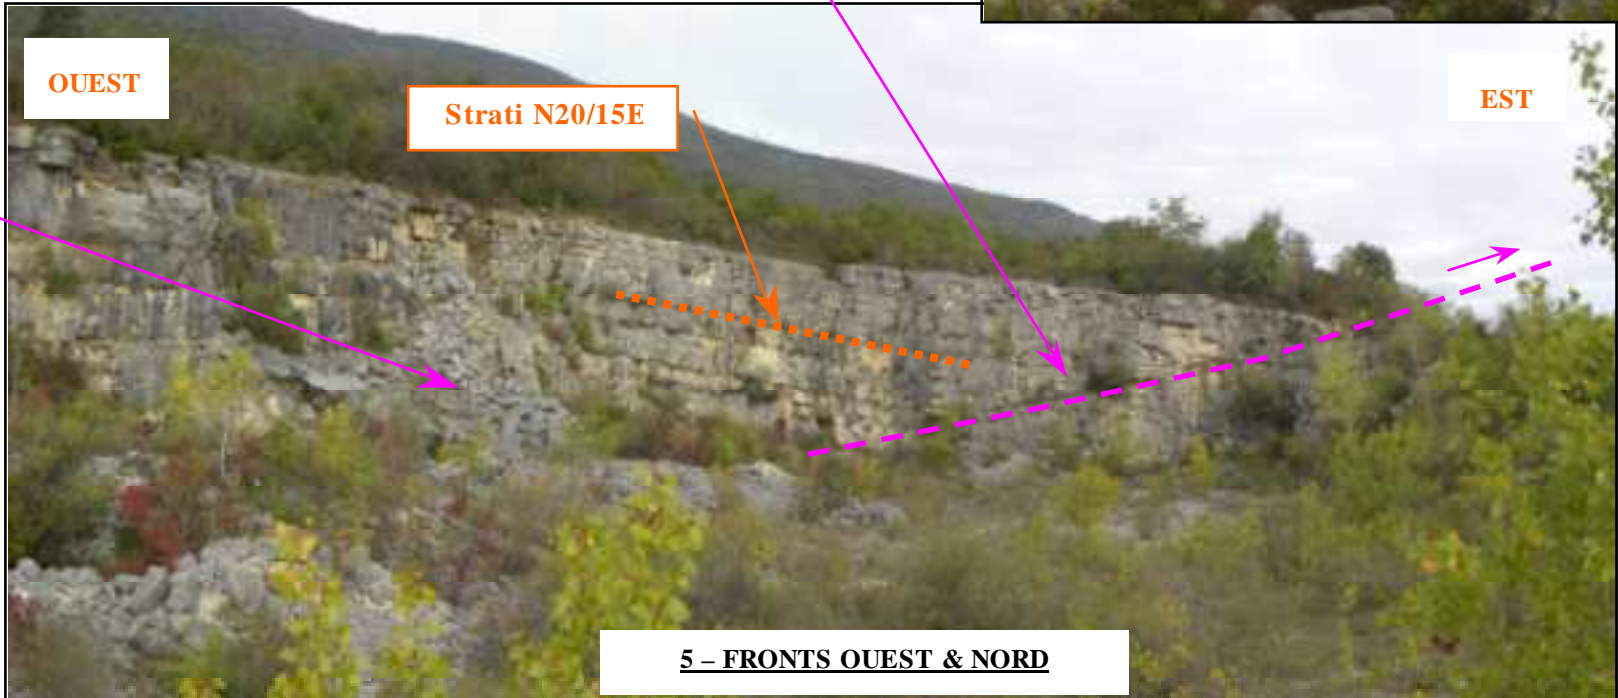 OUEST
EST
Strati N20/15E
5 – FRONTS OUEST & NORD